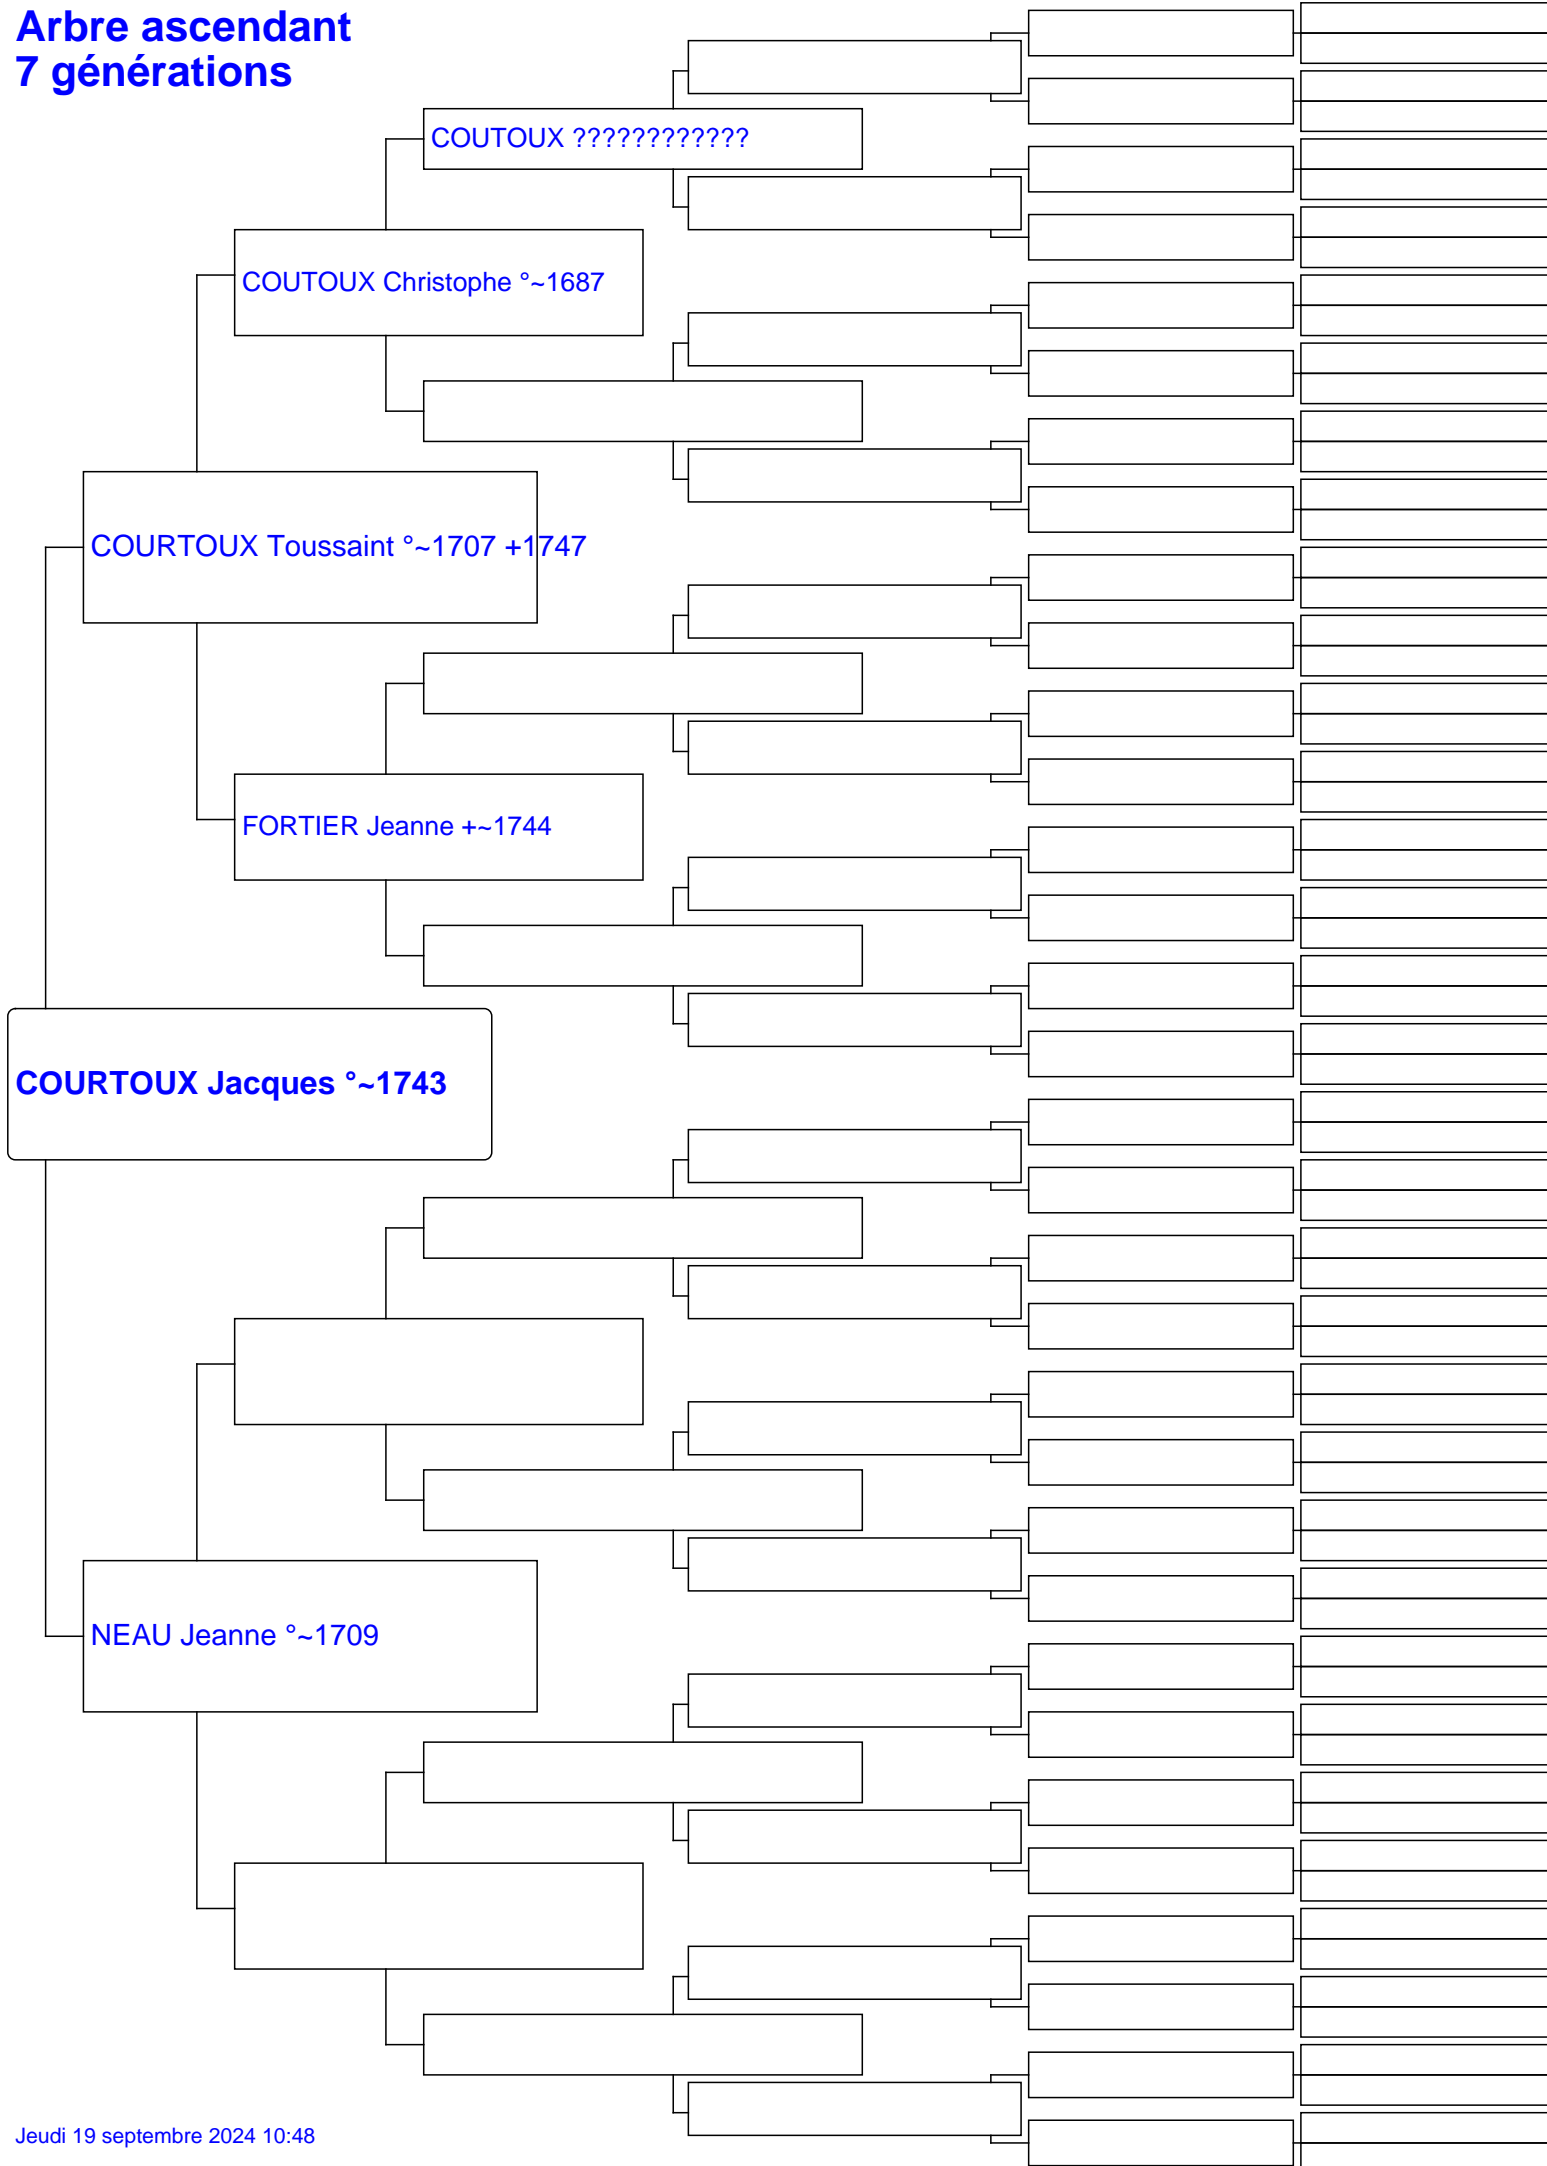 Arbre ascendant
7 générations
COUTOUX ????????????
COUTOUX Christophe °~1687
COURTOUX Toussaint °~1707 +1747
FORTIER Jeanne +~1744
COURTOUX Jacques °~1743
NEAU Jeanne °~1709
Jeudi 19 septembre 2024 10:48